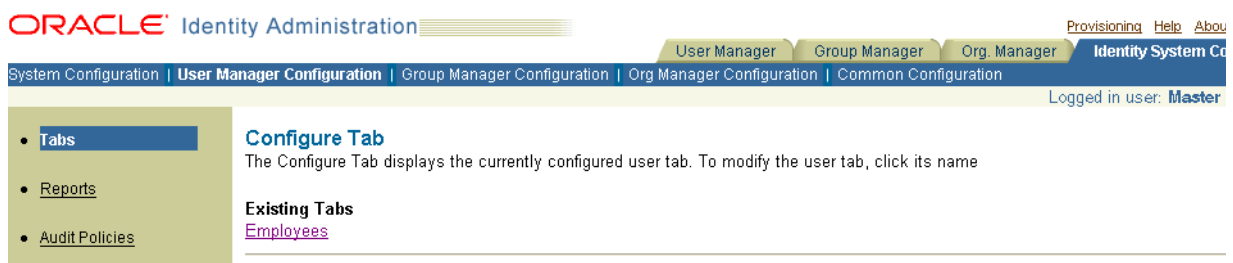 ORACLE Identity Administration
Provisioning Help Abou
User Manager Group Manager Org. Manager Identity System Co
System Configuration | User Manager Configuration | Group Manager Configuration | Org Manager Configuration | Common Configuration
Logged in user: Master
Tabs
Reports
Audit Policies
Configure Tab
The Configure Tab displays the currently configured user tab. To modify the user tab, click its name
Existing Tabs
Employees